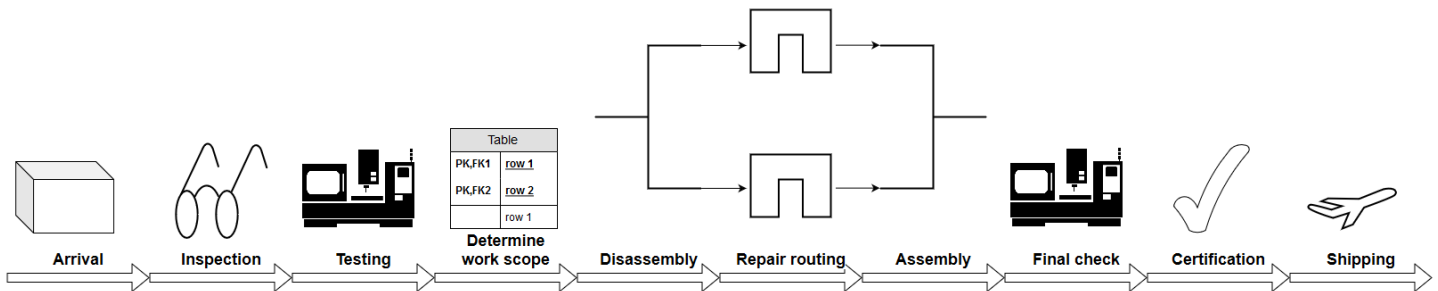 Table
PK,FK1 row 1
PK,FK2 row 2
row 1
Arrival
Inspection
Testing
Determine
work scope
Disassembly
Repair routing
Assembly
Final check
Certification
Shipping